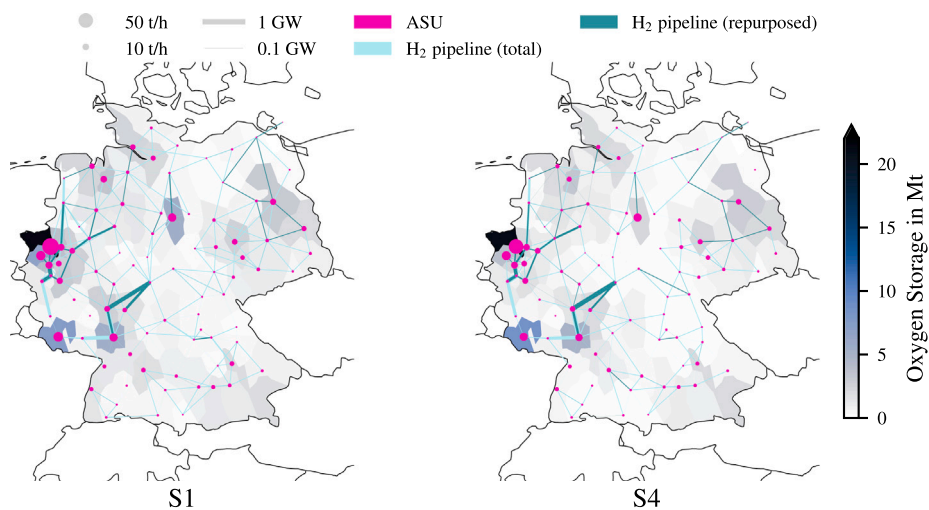 50 t/h 1 GW ASU H₂ pipeline (repurposed)
10 t/h 0.1 GW H₂ pipeline (total)
20
15
10
5
0
Oxygen Storage in Mt
S1 S4